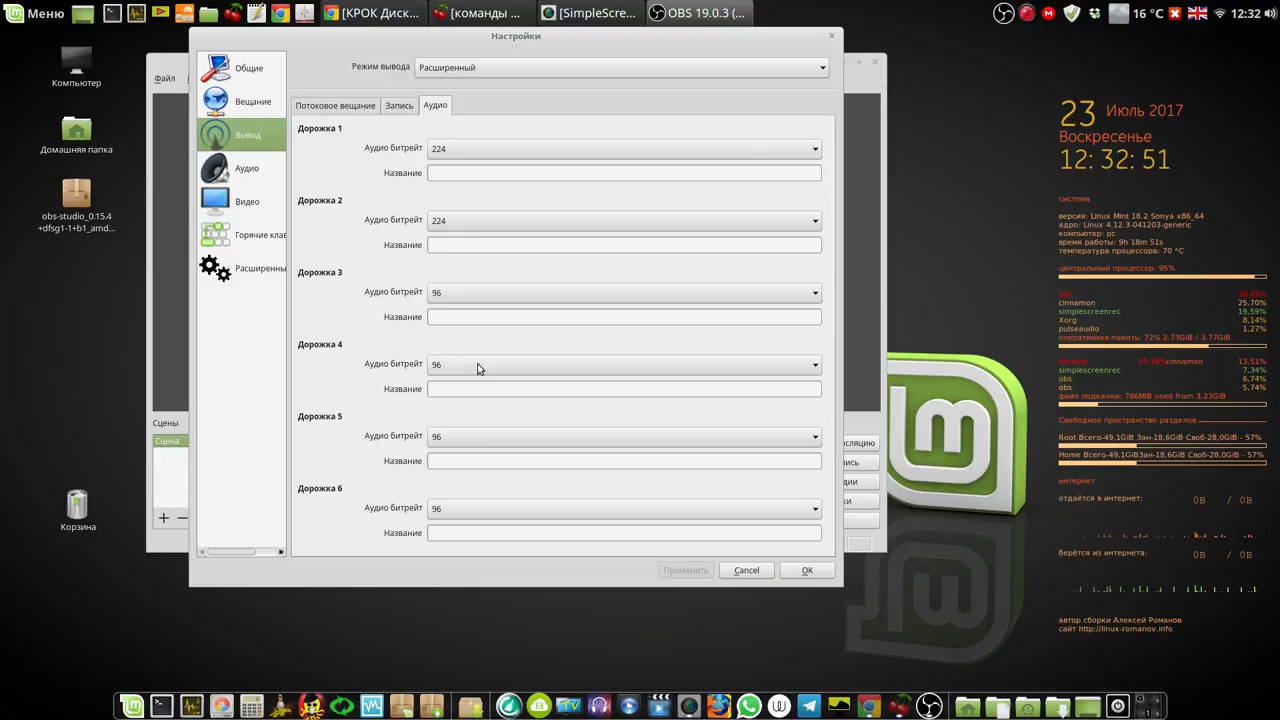 Меню
[КРОК Диск...
Команды ...
[SimpleSc...
OBS 19.0.3 (...
16 °C
12:32
Компьютер
Домашняя папка
obs-studio_0.15.4
+dfsg1-1+b1_amd...
Корзина
Файл
Сцены
Сцена
Настройки
Общие
Вещание
Вывод
Аудио
Видео
Горячие клав
Расширенны
Режим вывода
Расширенный
Потоковое вещание
Запись
Аудио
Дорожка 1
Аудио битрейт
224
Название
Дорожка 2
Аудио битрейт
224
Название
Дорожка 3
Аудио битрейт
96
Название
Дорожка 4
Аудио битрейт
96
Название
Дорожка 5
Аудио битрейт
96
Название
Дорожка 6
Аудио битрейт
96
Название
Применить
Cancel
OK
ансляцию
пись
дии
ки
23 Июль 2017
Воскресенье
12: 32: 51
система
версия: Linux Mint 18.2 Sonya x86_64
ядро: Linux 4.12.3-041203-generic
компьютер: pc
время работы: 9h 18m 51s
температура процессора: 70 °C
центральный процессор: 95%
cinnamon 25,70%
simplescreenrec 19,59%
Xorg 8,14%
pulseaudio 1,27%
оперативная-память: 72% 2.73GiB / 3.77GiB
cinnamon 13,51%
simplescreenrec 7,34%
obs 6,74%
obs 5,74%
файл подкачки: 786MiB used from 3,23GiB
Свободное пространство разделов
Root Всего-49,1GiB Зан-18,6GiB Своб-28,0GiB - 57%
Home Всего-49,1GiBЗан-18,6GiB Своб-28,0GiB - 57%
интернет
отдаётся в интернет: 0B / 0B
берётся из интернета: 0B / 0B
автор сборки Алексей Романов
сайт http://linux-romanov.info